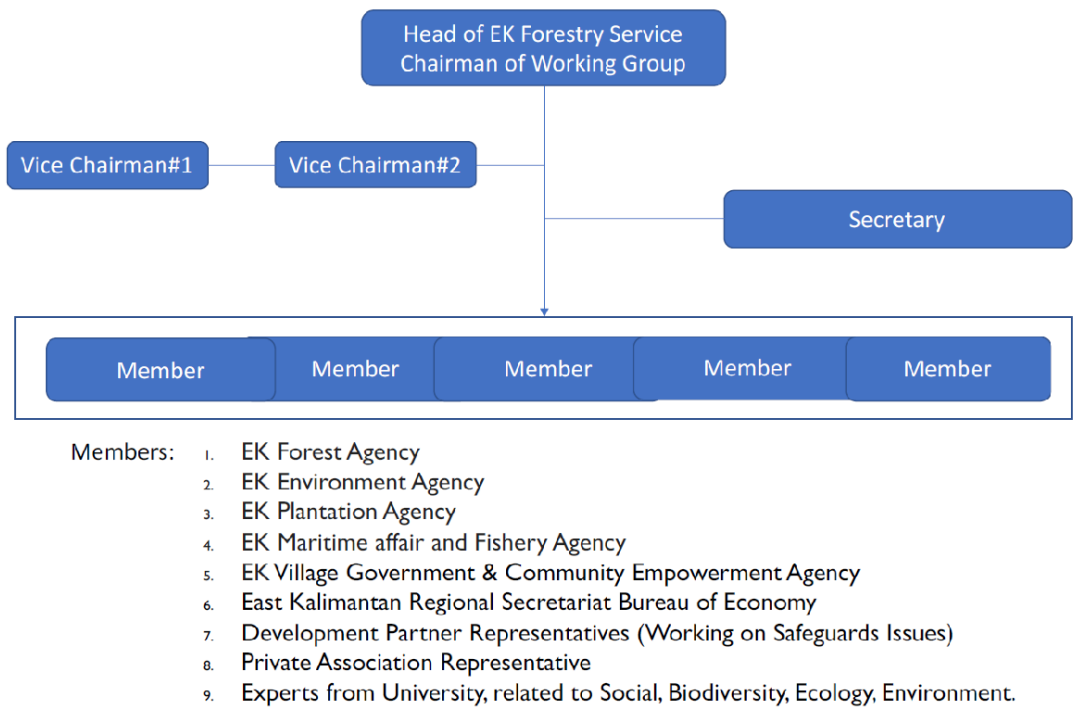 Head of EK Forestry Service
Chairman of Working Group
Vice Chairman#1
Vice Chairman#2
Secretary
Member
Member
Member
Member
Member
Members:
1. EK Forest Agency
2. EK Environment Agency
3. EK Plantation Agency
4. EK Maritime affair and Fishery Agency
5. EK Village Government & Community Empowerment Agency
6. East Kalimantan Regional Secretariat Bureau of Economy
7. Development Partner Representatives (Working on Safeguards Issues)
8. Private Association Representative
9. Experts from University, related to Social, Biodiversity, Ecology, Environment.